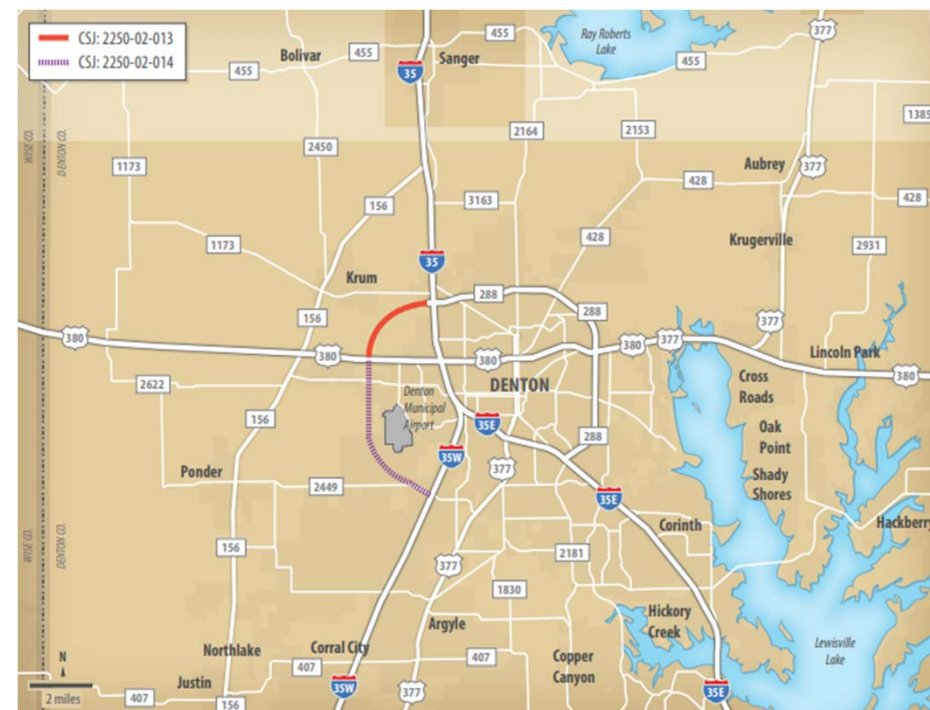 CSJ: 2250-02-013
CSJ: 2250-02-014
377
455
Ray Roberts
Lake
Bolivar
455
Sanger
455
455
35
1385
2164
2153
WISE CO.
DENTON CO.
2450
1173
Aubrey
377
428
428
3163
156
428
Krugerville
2931
1173
35
Krum
288
288
156
377
380
380
380
380
377
Lincoln Park
380
2622
Denton
Municipal
Airport
DENTON
Cross
Roads
156
35E
Oak
Point
288
35W
Ponder
377
Shady
Shores
2449
35E
Corinth
Hackberry
WISE CO.
DENTON CO.
156
2181
377
1830
Hickory
Creek
Argyle
Northlake
Corral City
Lewisville
Lake
407
407
Copper
Canyon
N
Justin
35W
377
35E
2 miles
407
156